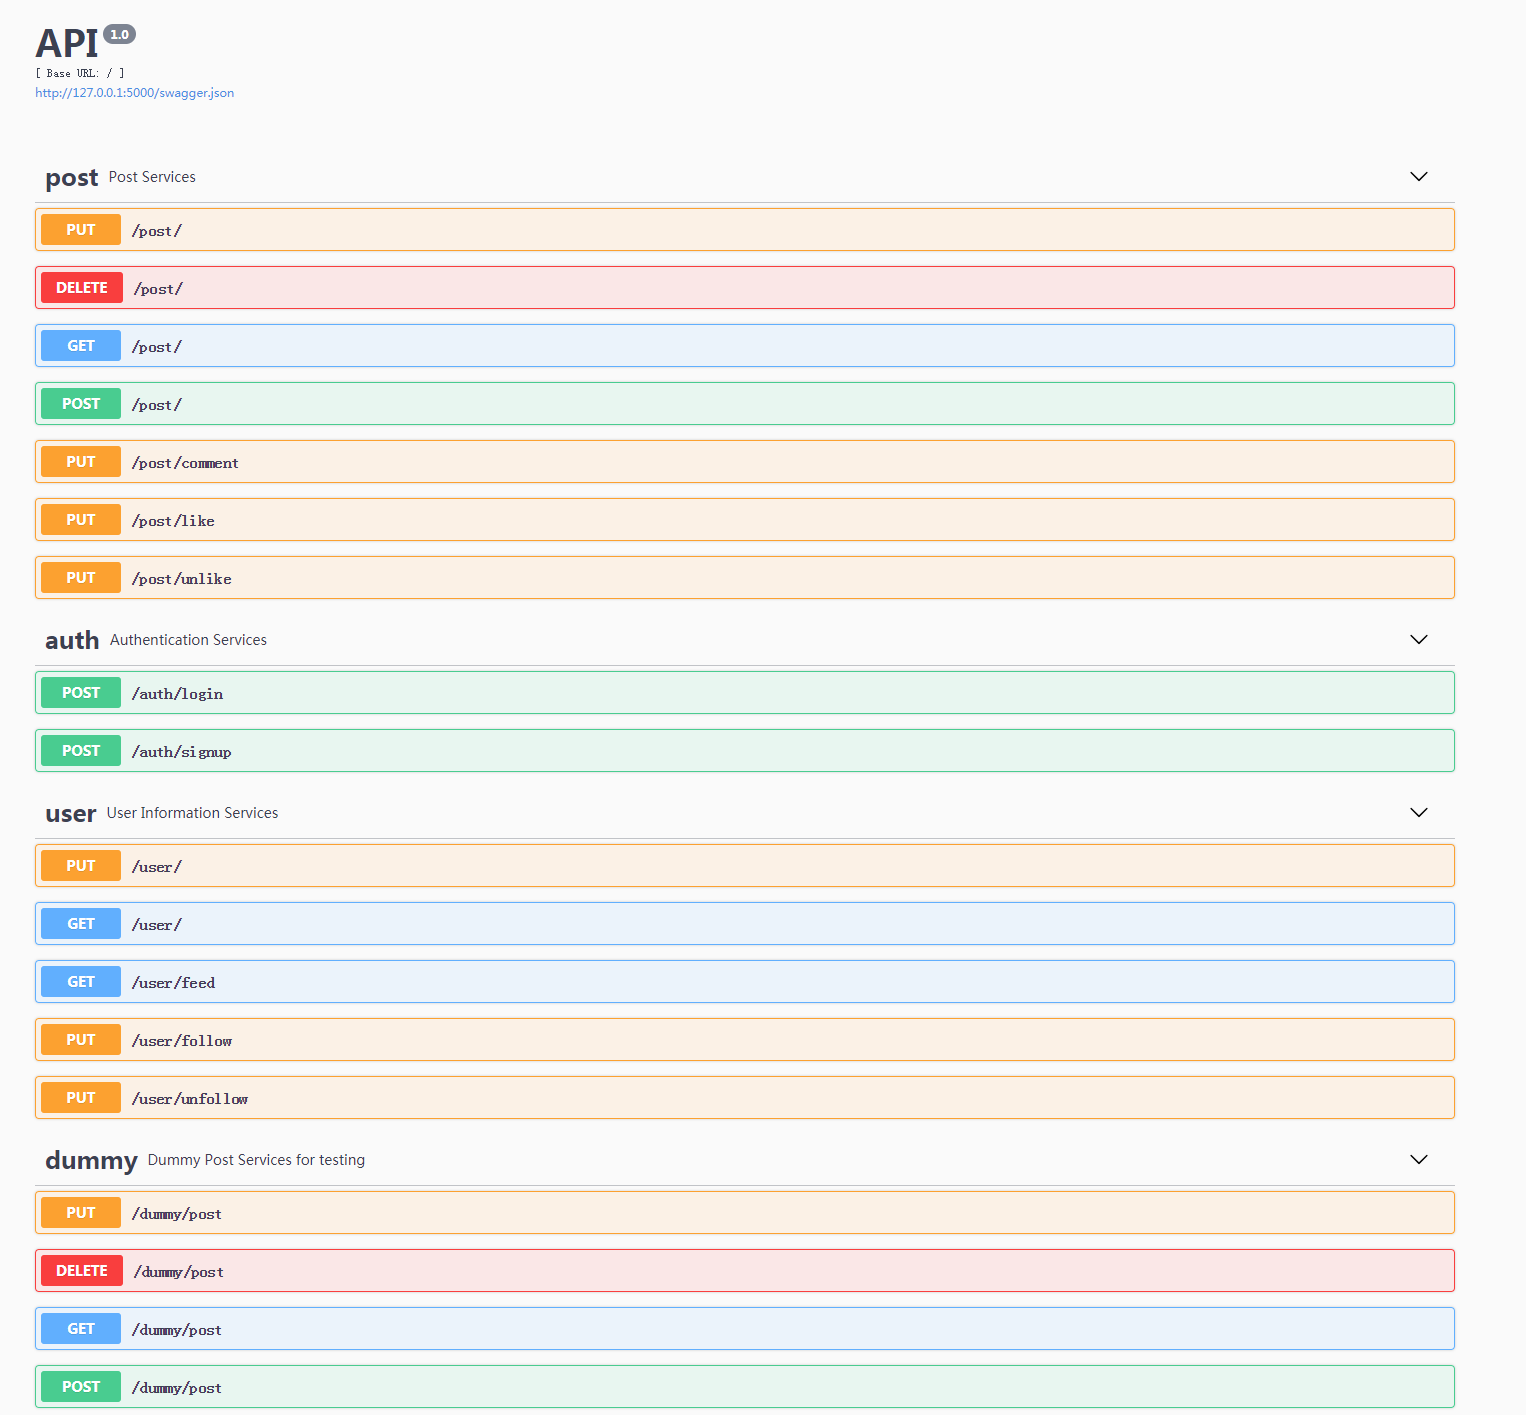 API 1.0
[ Base URL: / ]
http://127.0.0.1:5000/swagger.json
post Post Services
PUT /post/
DELETE /post/
GET /post/
POST /post/
PUT /post/comment
PUT /post/like
PUT /post/unlike
auth Authentication Services
POST /auth/login
POST /auth/signup
user User Information Services
PUT /user/
GET /user/
GET /user/feed
PUT /user/follow
PUT /user/unfollow
dummy Dummy Post Services for testing
PUT /dummy/post
DELETE /dummy/post
GET /dummy/post
POST /dummy/post